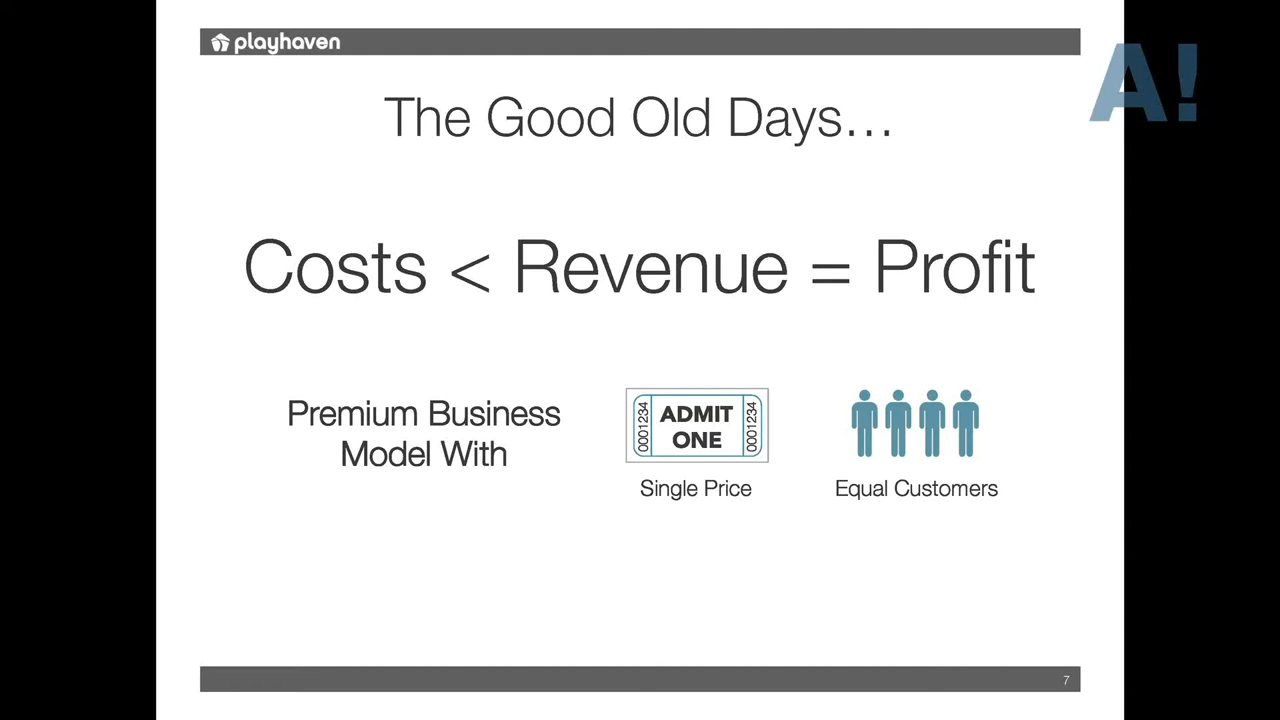 playhaven
A!
The Good Old Days...
Costs < Revenue = Profit
Premium Business
Model With
0001234
ADMIT
ONE
0001234
Single Price
Equal Customers
7